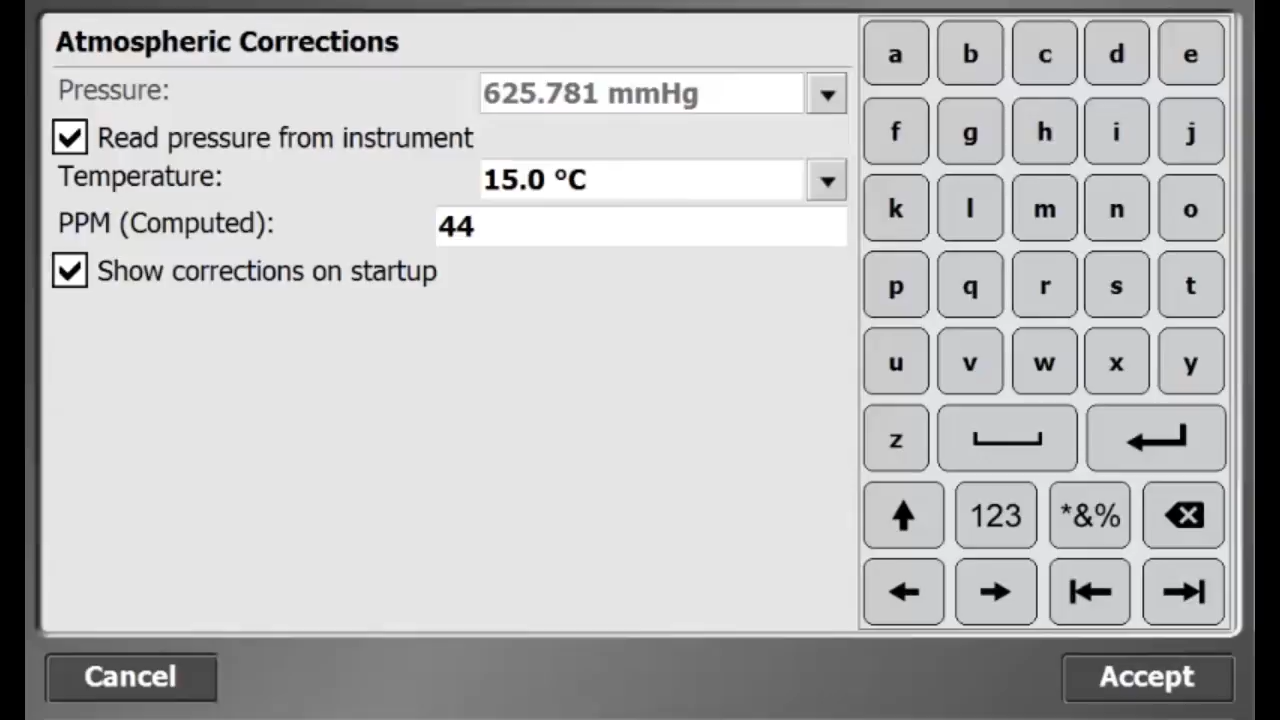 Atmospheric Corrections
Pressure: 625.781 mmHg
Read pressure from instrument
Temperature: 15.0 °C
PPM (Computed): 44
Show corrections on startup
a b c d e
f g h i j
k l m n o
p q r s t
u v w x y
z
123 *&%
Cancel Accept